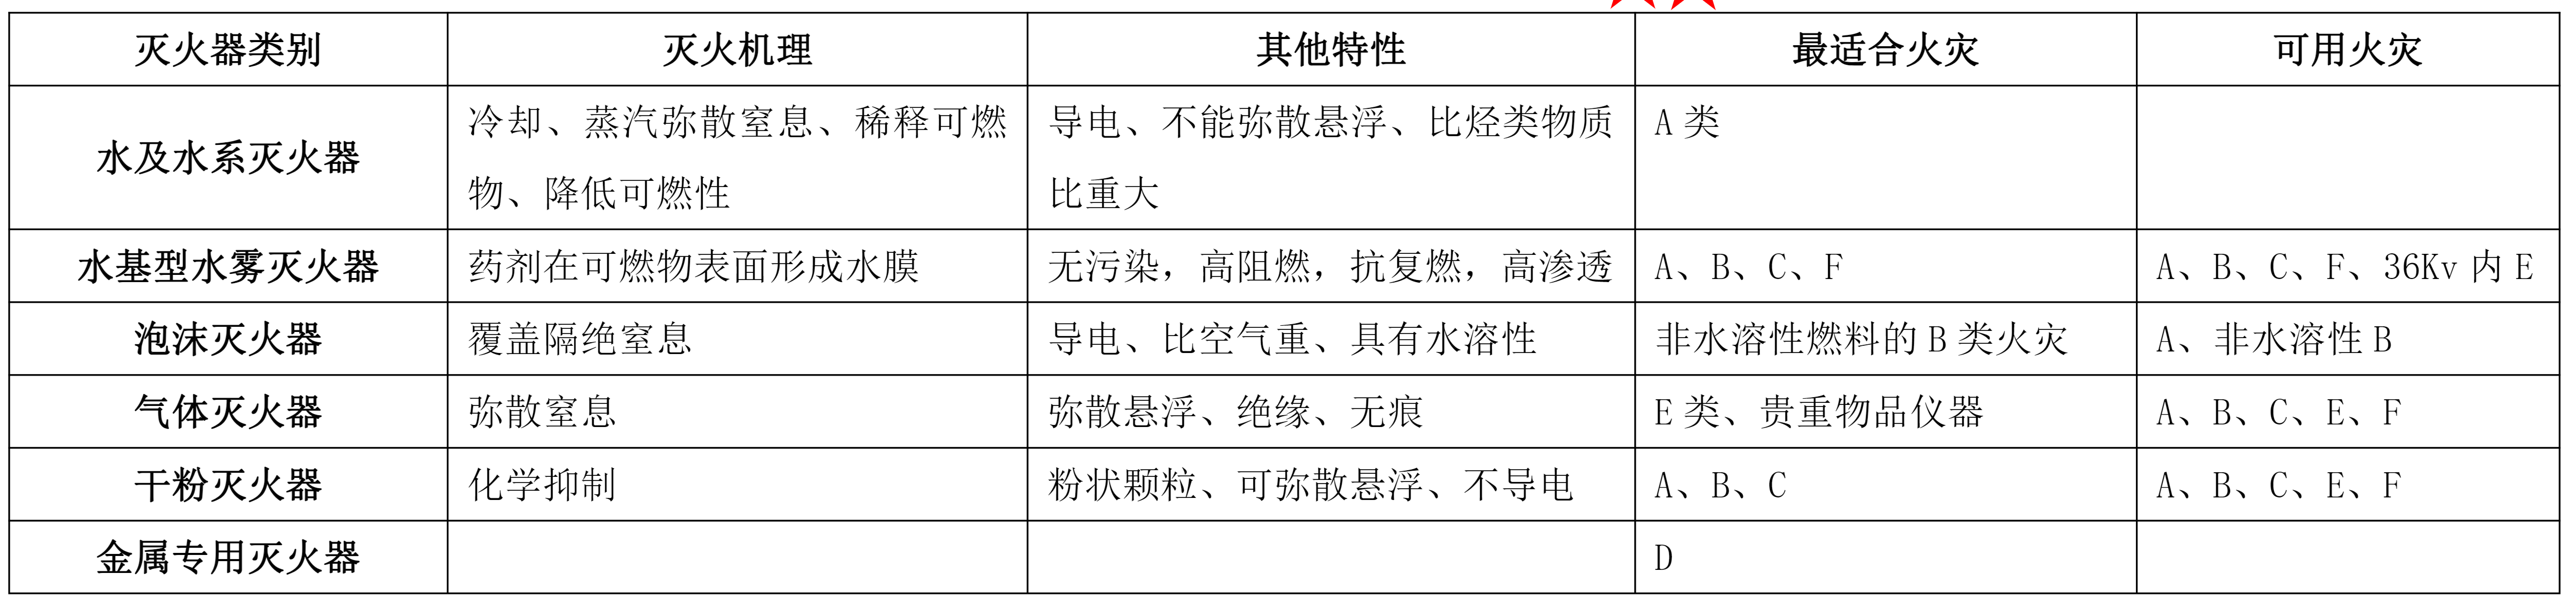 灭火器类别 灭火机理 其他特性 最适合火灾 可用火灾
水及水系灭火器 冷却、蒸汽弥散窒息、稀释可燃物、降低可燃性 导电、不能弥散悬浮、比烃类物质比重大 A 类
水基型水雾灭火器 药剂在可燃物表面形成水膜 无污染，高阻燃，抗复燃，高渗透 A、B、C、F A、B、C、F、36Kv 内 E
泡沫灭火器 覆盖隔绝窒息 导电、比空气重、具有水溶性 非水溶性燃料的 B 类火灾 A、非水溶性 B
气体灭火器 弥散窒息 弥散悬浮、绝缘、无痕 E 类、贵重物品仪器 A、B、C、E、F
干粉灭火器 化学抑制 粉状颗粒、可弥散悬浮、不导电 A、B、C A、B、C、E、F
金属专用灭火器 D